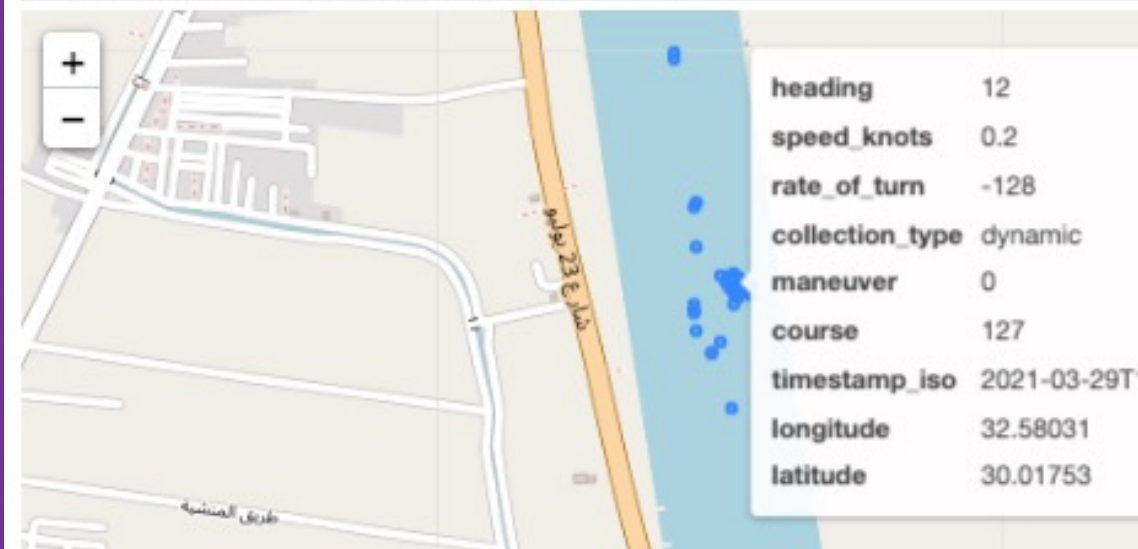 +
−
heading 12
speed_knots 0.2
rate_of_turn -128
collection_type dynamic
maneuver 0
course 127
timestamp_iso 2021-03-29T
longitude 32.58031
latitude 30.01753
شارع 23 يوليو
طريق المنشية